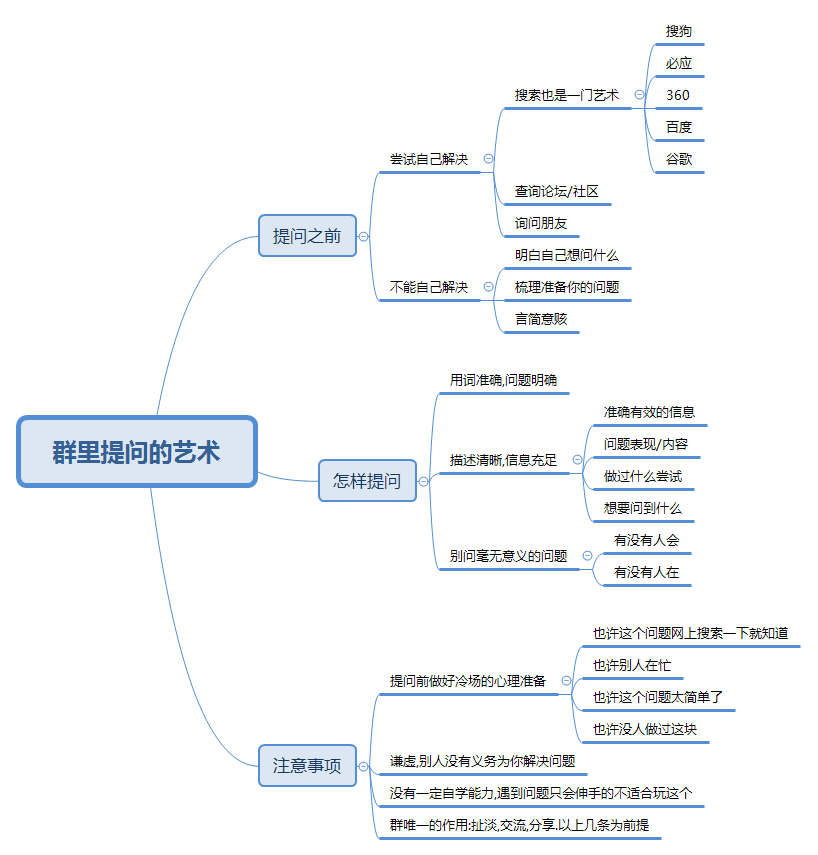 群里提问的艺术
提问之前
尝试自己解决
搜索也是一门艺术
搜狗
必应
360
百度
谷歌
查询论坛/社区
询问朋友
不能自己解决
明白自己想问什么
梳理准备你的问题
言简意赅
怎样提问
用词准确,问题明确
描述清晰,信息充足
准确有效的信息
问题表现/内容
做过什么尝试
想要问到什么
别问毫无意义的问题
有没有人会
有没有人在
注意事项
提问前做好冷场的心理准备
也许这个问题网上搜索一下就知道
也许别人在忙
也许这个问题太简单了
也许没人做过这块
谦虚,别人没有义务为你解决问题
没有一定自学能力,遇到问题只会伸手的不适合玩这个
群唯一的作用:扯淡,交流,分享.以上几条为前提